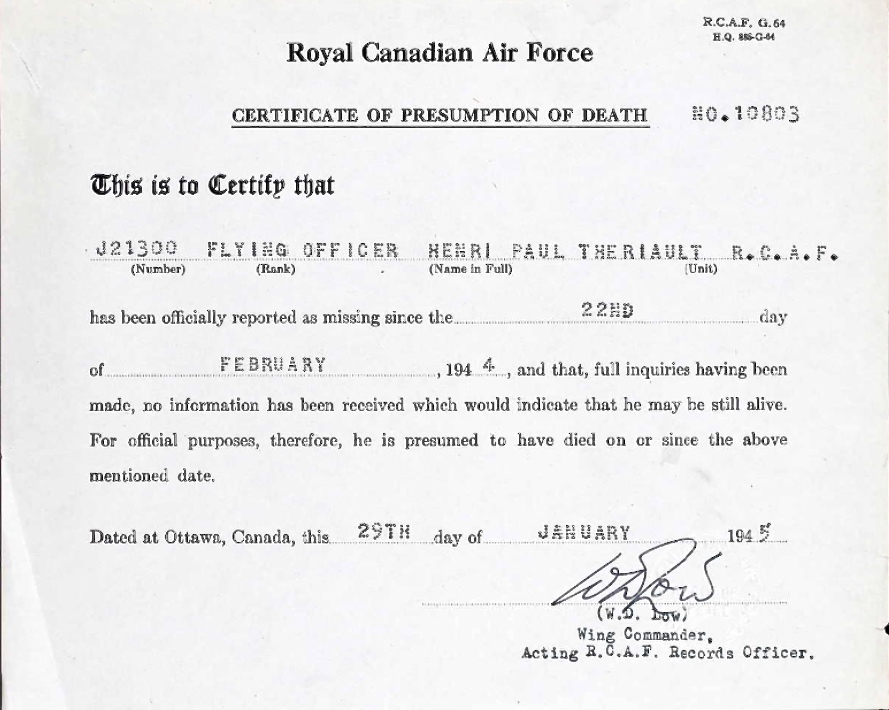 R.C.A.F. G. 64
H.Q. 885-G-64
Royal Canadian Air Force
CERTIFICATE OF PRESUMPTION OF DEATH NO.10803
This is to Certify that
J21300 FLYING OFFICER HENRI PAUL THERIAULT R.C.A.F.
(Number) (Rank) (Name in Full) (Unit)
has been officially reported as missing since the 22ND day
of FEBRUARY, 1944, and that, full inquiries having been
made, no information has been received which would indicate that he may be still alive.
For official purposes, therefore, he is presumed to have died on or since the above
mentioned date.
Dated at Ottawa, Canada, this 29TH day of JANUARY 1945
WDLow
(W.D. Low)
Wing Commander,
Acting R.C.A.F. Records Officer.